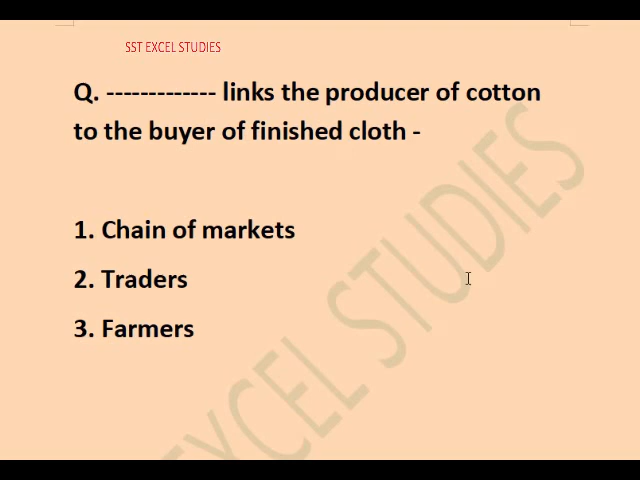 SST EXCEL STUDIES
Q. ------------- links the producer of cotton
to the buyer of finished cloth -
1. Chain of markets
2. Traders
3. Farmers
EXCEL STUDIES